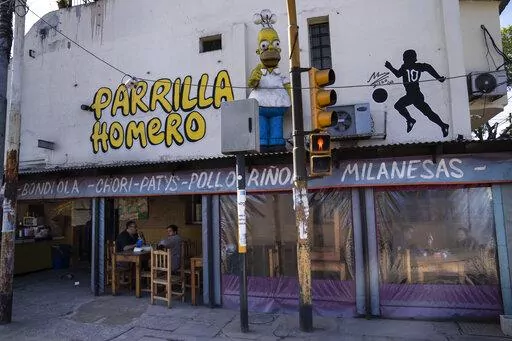 PARRILLA
HOMERO
10
BONDIOLA - CHORI - PATYS - POLLO RIÑON MILANESAS